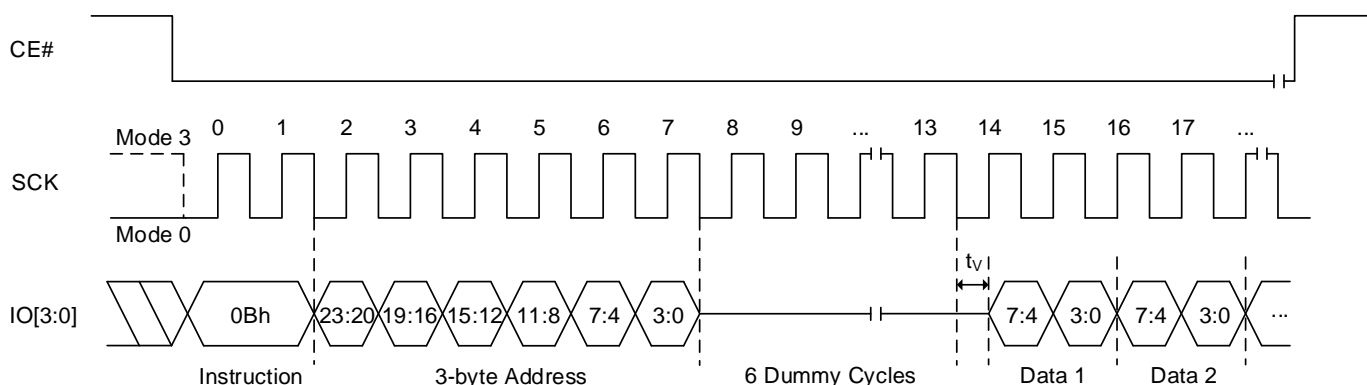 CE#
0 1 2 3 4 5 6 7 8 9 ... 13 14 15 16 17 ...
Mode 3
SCK
Mode 0
tV
IO[3:0] 0Bh 23:20 19:16 15:12 11:8 7:4 3:0 7:4 3:0 7:4 3:0 ...
Instruction 3-byte Address 6 Dummy Cycles Data 1 Data 2